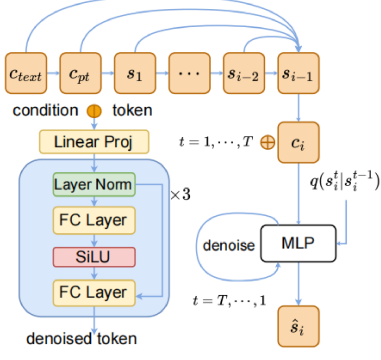 c_text c_pt s_1 ... s_{i-2} s_{i-1}
condition ⊕ token
Linear Proj
Layer Norm
×3
FC Layer
SiLU
FC Layer
denoised token
t = 1, ···, T ⊕ c_i
q(s_i^t|s_i^{t-1})
denoise
MLP
t = T, ···, 1
ŝ_i